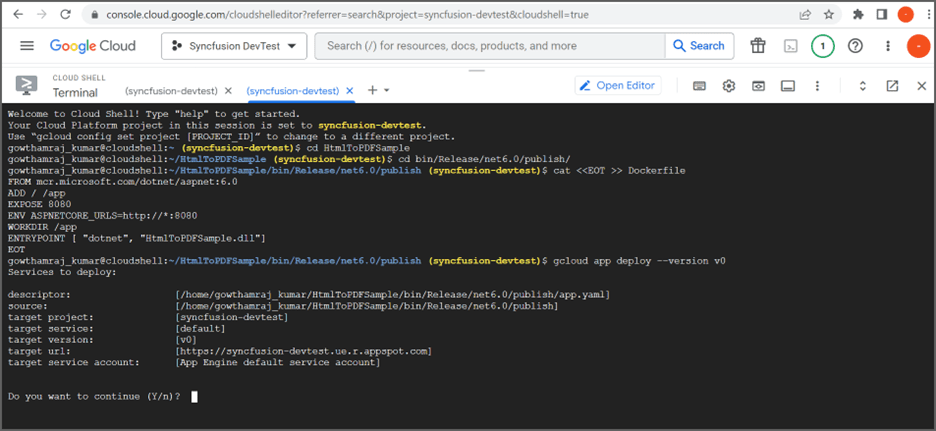 console.cloud.google.com/cloudshelleditor?referrer=search&project=syncfusion-devtest&cloudshell=true
Google Cloud
Syncfusion DevTest
Search (/) for resources, docs, products, and more
Search
1
CLOUD SHELL
Terminal
(syncfusion-devtest)
(syncfusion-devtest)
Open Editor
Welcome to Cloud Shell! Type "help" to get started.
Your Cloud Platform project in this session is set to syncfusion-devtest.
Use “gcloud config set project [PROJECT_ID]” to change to a different project.
gowthamraj_kumar@cloudshell:~ (syncfusion-devtest)$ cd HtmlToPDFSample
gowthamraj_kumar@cloudshell:~/HtmlToPDFSample (syncfusion-devtest)$ cd bin/Release/net6.0/publish/
gowthamraj_kumar@cloudshell:~/HtmlToPDFSample/bin/Release/net6.0/publish (syncfusion-devtest)$ cat <<EOT >> Dockerfile
FROM mcr.microsoft.com/dotnet/aspnet:6.0
ADD / /app
EXPOSE 8080
ENV ASPNETCORE_URLS=http://*:8080
WORKDIR /app
ENTRYPOINT [ "dotnet", "HtmlToPDFSample.dll"]
EOT
gowthamraj_kumar@cloudshell:~/HtmlToPDFSample/bin/Release/net6.0/publish (syncfusion-devtest)$ gcloud app deploy --version v0
Services to deploy:
descriptor: [/home/gowthamraj_kumar/HtmlToPDFSample/bin/Release/net6.0/publish/app.yaml]
source: [/home/gowthamraj_kumar/HtmlToPDFSample/bin/Release/net6.0/publish]
target project: [syncfusion-devtest]
target service: [default]
target version: [v0]
target url: [https://syncfusion-devtest.ue.r.appspot.com]
target service account: [App Engine default service account]
Do you want to continue (Y/n)?